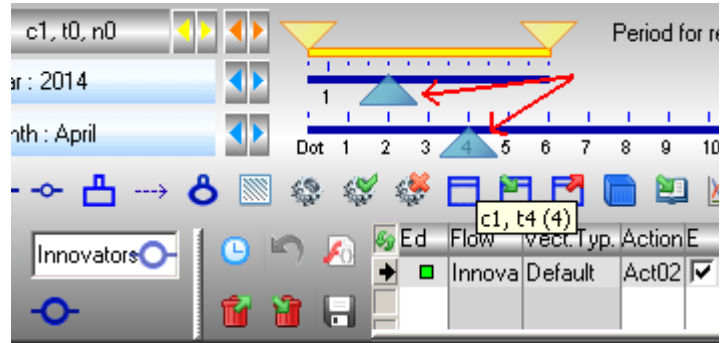 c1, t0, n0
Period for re
ar : 2014
1
nth : April
Dot 1 2 3 4 5 6 7 8 9 10
c1, t4 (4)
Innovators
Ed Flow Vect.Typ. Action E
Innova Default Act02